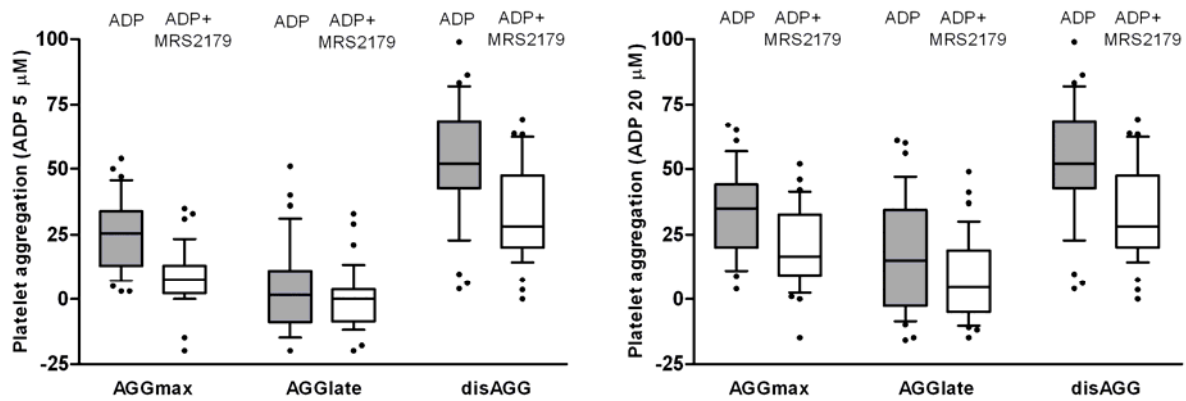 ADP ADP+ MRS2179 ADP ADP+ MRS2179 ADP ADP+ MRS2179
Platelet aggregation (ADP 5 μM)
100
75
50
25
0
-25
AGGmax AGGlate disAGG
ADP ADP+ MRS2179 ADP ADP+ MRS2179 ADP ADP+ MRS2179
Platelet aggregation (ADP 20 μM)
100
75
50
25
0
-25
AGGmax AGGlate disAGG